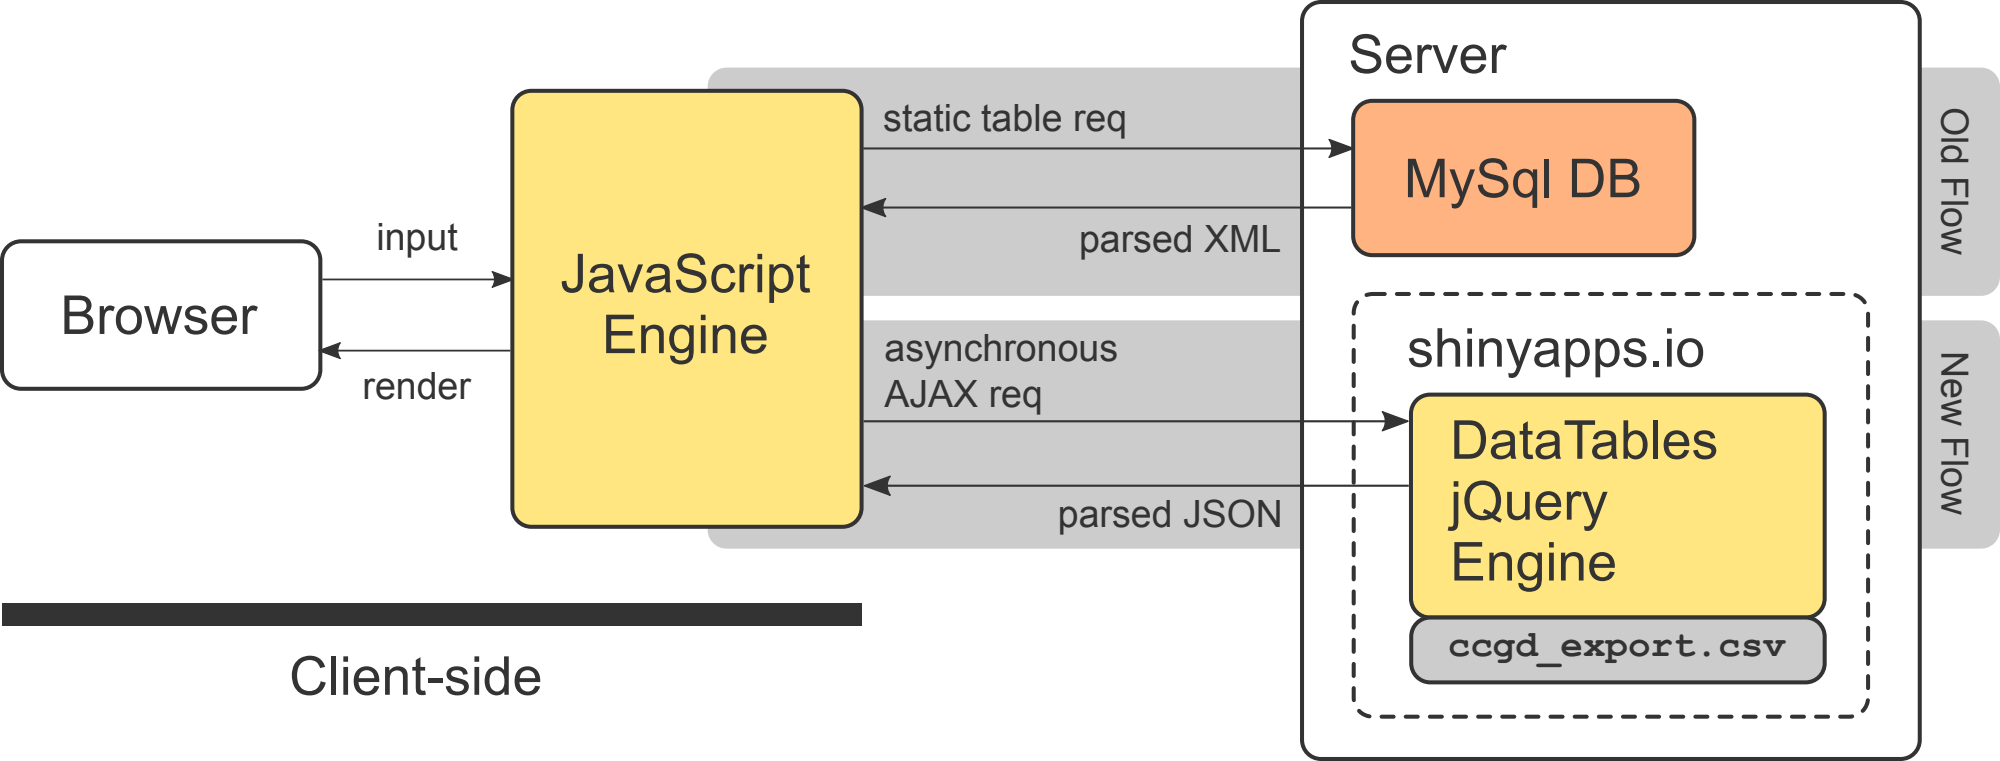 Server
static table req
MySql DB
parsed XML
Old Flow
input
Browser
render
JavaScript
Engine
asynchronous
AJAX req
parsed JSON
shinyapps.io
DataTables
jQuery
Engine
ccgd_export.csv
New Flow
Client-side